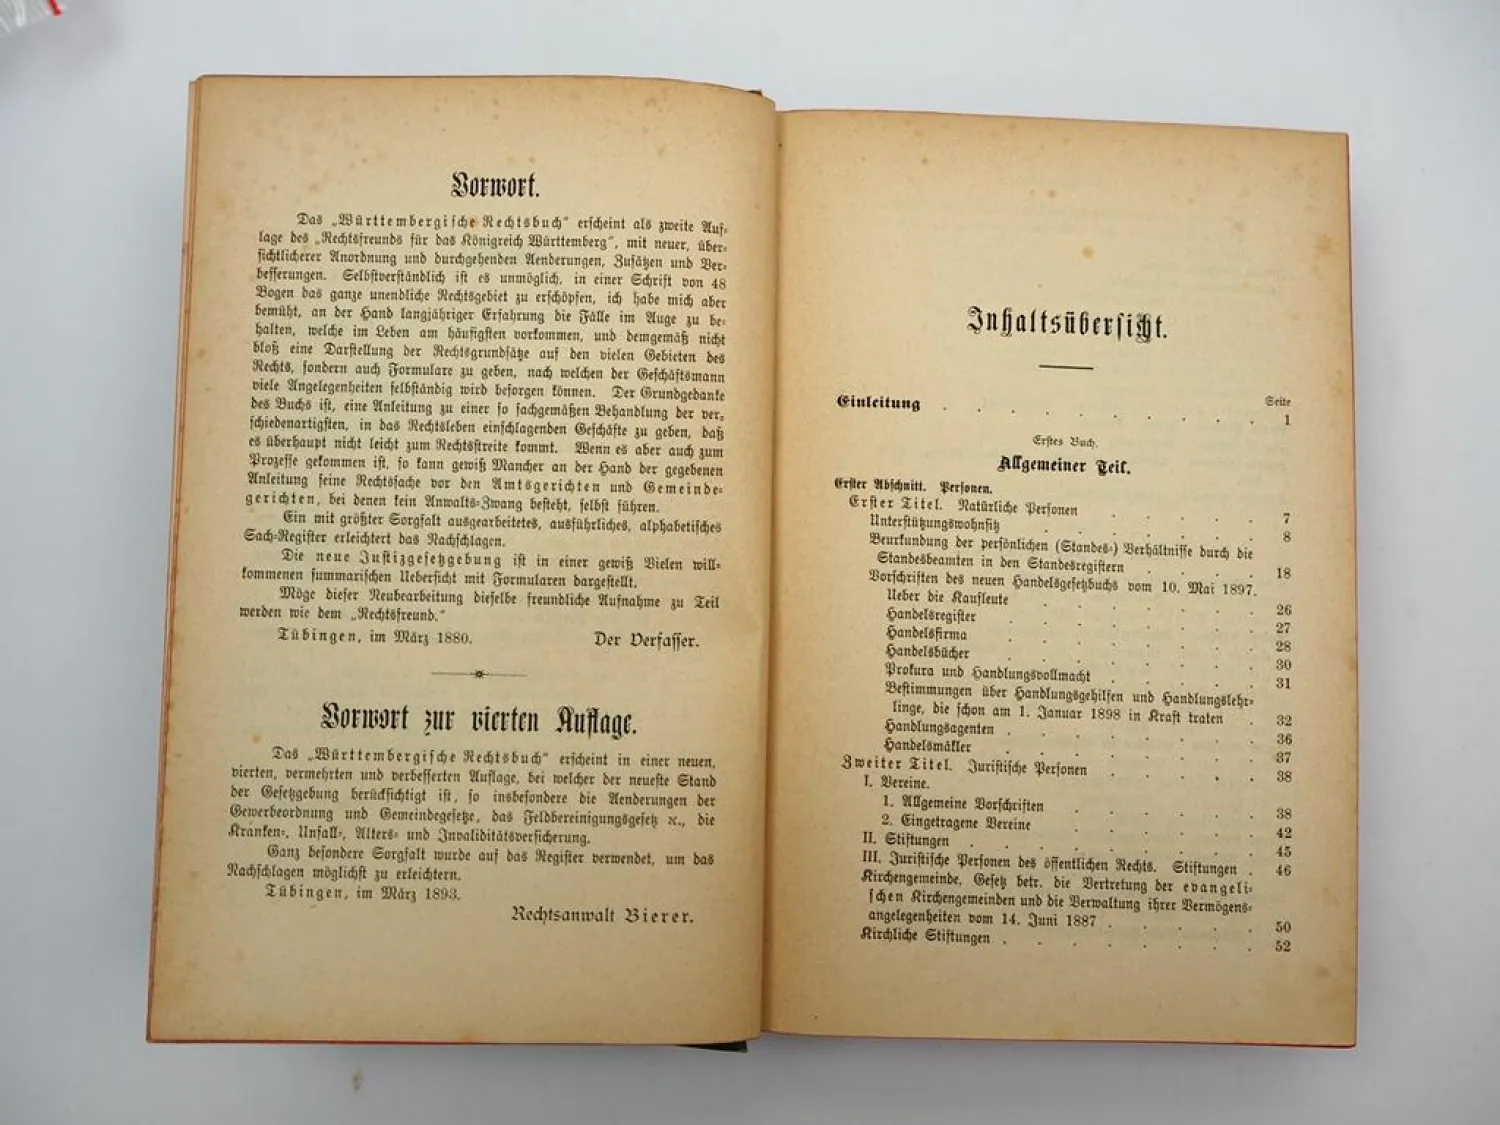 Vorwort.
Das „Württembergische Rechtsbuch“ erscheint als zweite Auf-
lage des „Rechtsfreunds für das Königreich Württemberg“, mit neuer, über-
sichtlicherer Anordnung und durchgehenden Aenderungen, Zusätzen und Ver-
besserungen. Selbstverständlich ist es unmöglich, in einer Schrift von 48
Bogen das ganze unendliche Rechtsgebiet zu erschöpfen, ich habe mich aber
bemüht, an der Hand langjähriger Erfahrung die Fälle im Auge zu be-
halten, welche im Leben am häufigsten vorkommen, und demgemäß nicht
bloß eine Darstellung der Rechtsgrundsätze auf den vielen Gebieten des
Rechts, sondern auch Formulare zu geben, nach welchen der Geschäftsmann
viele Angelegenheiten selbständig wird besorgen können. Der Grundgedanke
des Buchs ist, eine Anleitung zu einer so sachgemäßen Behandlung der ver-
schiedenartigsten, in das Rechtsleben einschlagenden Geschäfte zu geben, daß
es überhaupt nicht leicht zum Rechtsstreite kommt. Wenn es aber auch zum
Prozesse gekommen ist, so kann gewiß Mancher an der Hand der gegebenen
Anleitung seine Rechtssache vor den Amtsgerichten und Gemeinde-
gerichten, bei denen kein Anwalts-Zwang besteht, selbst führen.
Ein mit größter Sorgfalt ausgearbeitetes, ausführliches, alphabetisches
Sach-Register erleichtert das Nachschlagen.
Die neue Justizgesetzgebung ist in einer gewiß Vielen will-
kommenen summarischen Uebersicht mit Formularen dargestellt.
Möge dieser Neubearbeitung dieselbe freundliche Aufnahme zu Teil
werden wie dem „Rechtsfreund.“
Tübingen, im März 1880. Der Verfasser.
Vorwort zur vierten Auflage.
Das „Württembergische Rechtsbuch“ erscheint in einer neuen,
vierten, vermehrten und verbesserten Auflage, bei welcher der neueste Stand
der Gesetzgebung berücksichtigt ist, so insbesondere die Aenderungen der
Gewerbeordnung und Gemeindegesetze, das Feldbereinigungsgesetz ꝛc., die
Kranken-, Unfall-, Alters- und Invaliditätsversicherung.
Ganz besondere Sorgfalt wurde auf das Register verwendet, um das
Nachschlagen möglichst zu erleichtern.
Tübingen, im März 1893.
Rechtsanwalt Bierer.
Inhaltsübersicht.
Seite
Einleitung . . . . . . . . . 1
Erstes Buch.
Allgemeiner Teil.
Erster Abschnitt. Personen.
Erster Titel. Natürliche Personen . . . . . 7
Unterstützungswohnsitz . . . . . . . 8
Beurkundung der persönlichen (Standes-) Verhältnisse durch die
Standesbeamten in den Standesregistern . . . . 18
Vorschriften des neuen Handelsgesetzbuchs vom 10. Mai 1897.
Ueber die Kaufleute . . . . . . . 26
Handelsregister . . . . . . . . 27
Handelsfirma . . . . . . . . 28
Handelsbücher . . . . . . . . 30
Prokura und Handlungsvollmacht . . . . . 31
Bestimmungen über Handlungsgehilfen und Handlungslehr-
linge, die schon am 1. Januar 1898 in Kraft traten . 32
Handlungsagenten . . . . . . . . 36
Handelsmäkler . . . . . . . . 37
Zweiter Titel. Juristische Personen . . . . . 38
I. Vereine.
1. Allgemeine Vorschriften . . . . . . 38
2. Eingetragene Vereine . . . . . . 42
II. Stiftungen . . . . . . . . . 45
III. Juristische Personen des öffentlichen Rechts. Stiftungen . 46
Kirchengemeinde, Gesetz betr. die Vertretung der evangeli-
schen Kirchengemeinden und die Verwaltung ihrer Vermögens-
angelegenheiten vom 14. Juni 1887 . . . . . 50
Kirchliche Stiftungen . . . . . . . . 52